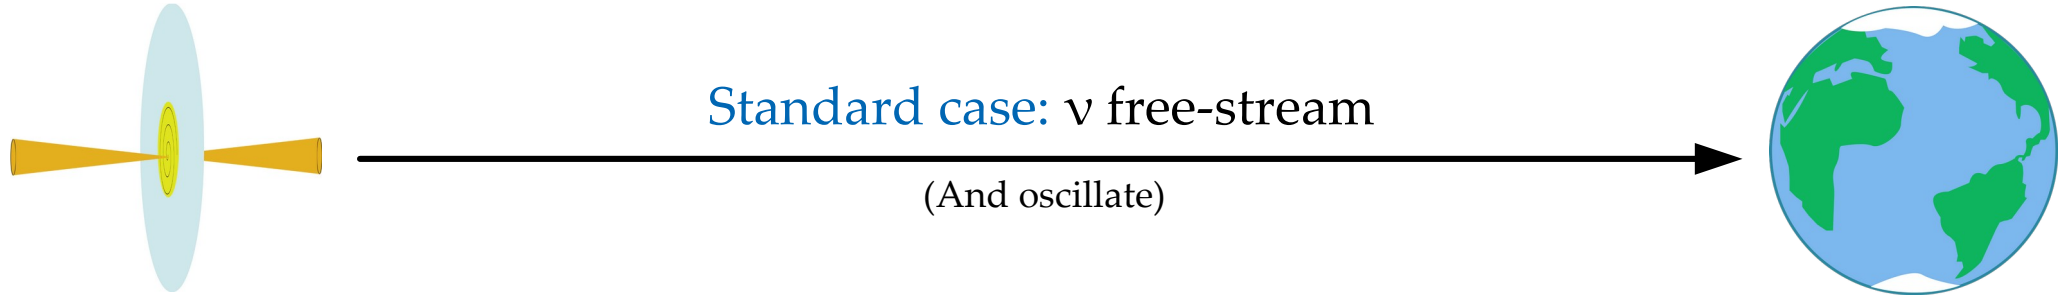 Standard case: ν free-stream
(And oscillate)